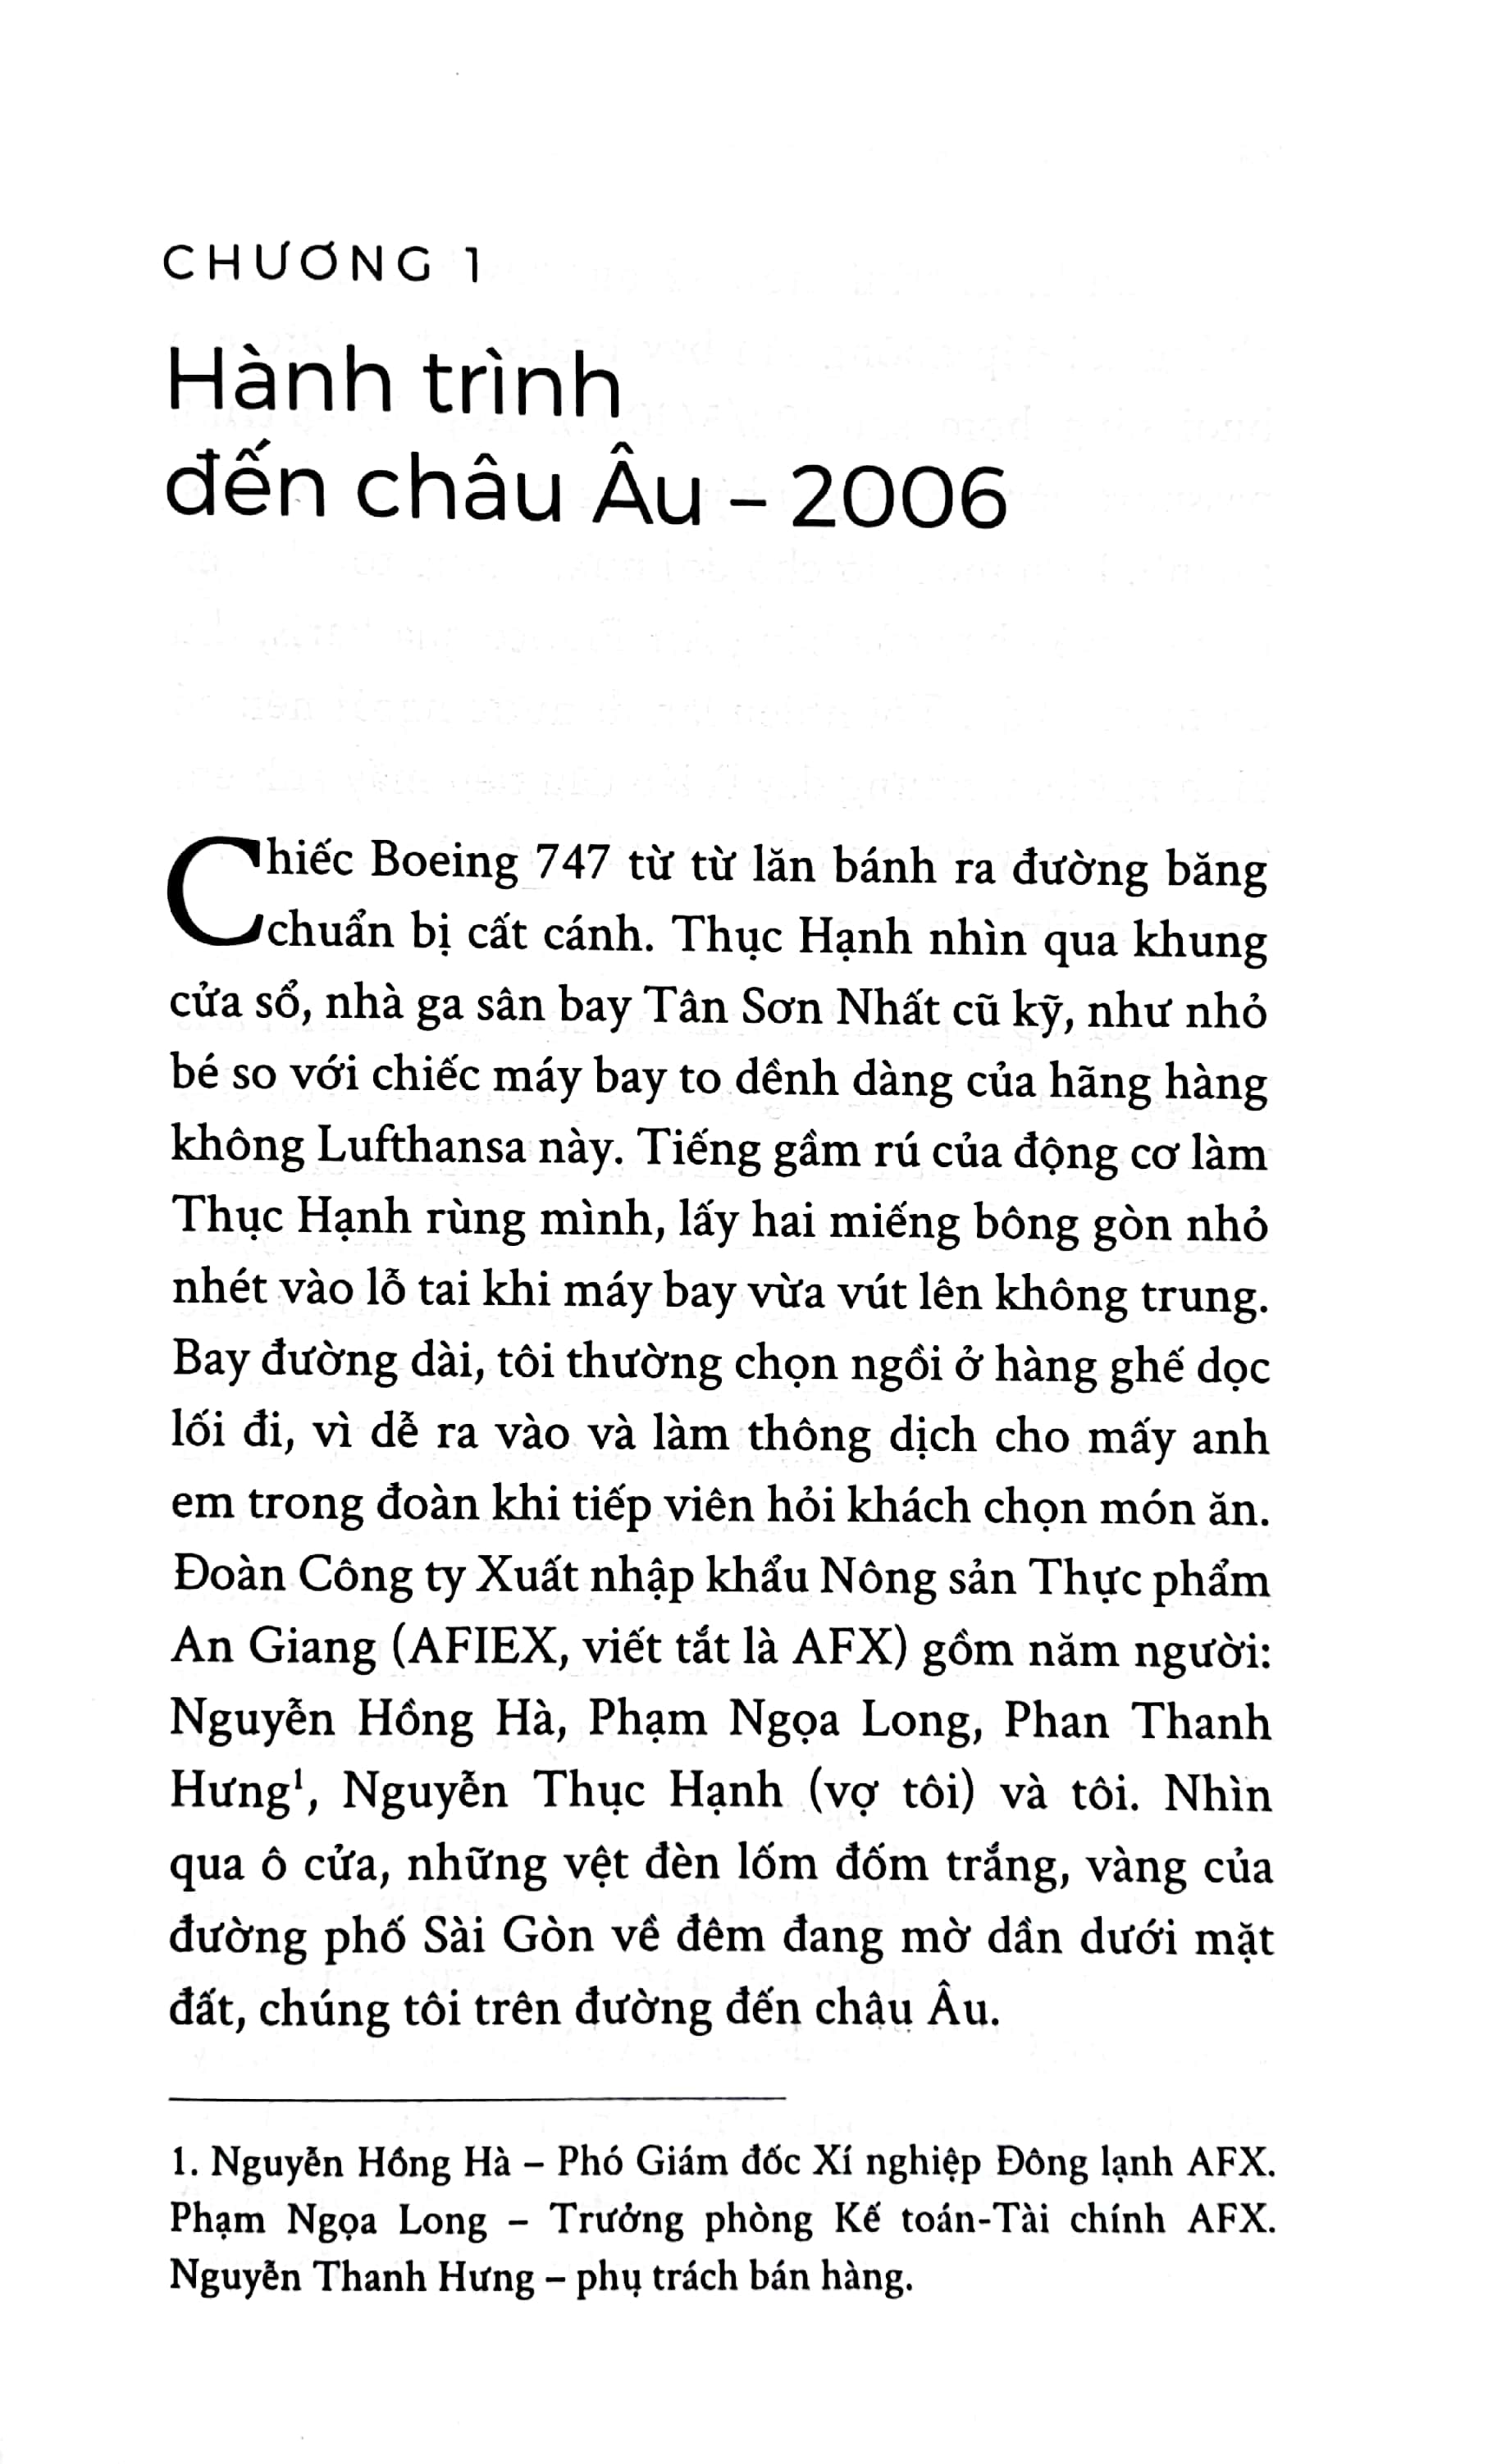 CHƯƠNG 1
Hành trình
đến châu Âu – 2006
Chiếc Boeing 747 từ từ lăn bánh ra đường băng
chuẩn bị cất cánh. Thục Hạnh nhìn qua khung
cửa sổ, nhà ga sân bay Tân Sơn Nhất cũ kỹ, như nhỏ
bé so với chiếc máy bay to dềnh dàng của hãng hàng
không Lufthansa này. Tiếng gầm rú của động cơ làm
Thục Hạnh rùng mình, lấy hai miếng bông gòn nhỏ
nhét vào lỗ tai khi máy bay vừa vút lên không trung.
Bay đường dài, tôi thường chọn ngồi ở hàng ghế dọc
lối đi, vì dễ ra vào và làm thông dịch cho mấy anh
em trong đoàn khi tiếp viên hỏi khách chọn món ăn.
Đoàn Công ty Xuất nhập khẩu Nông sản Thực phẩm
An Giang (AFIEX, viết tắt là AFX) gồm năm người:
Nguyễn Hồng Hà, Phạm Ngọa Long, Phan Thanh
Hưng¹, Nguyễn Thục Hạnh (vợ tôi) và tôi. Nhìn
qua ô cửa, những vệt đèn lốm đốm trắng, vàng của
đường phố Sài Gòn về đêm đang mờ dần dưới mặt
đất, chúng tôi trên đường đến châu Âu.
1. Nguyễn Hồng Hà – Phó Giám đốc Xí nghiệp Đông lạnh AFX.
Phạm Ngọa Long – Trưởng phòng Kế toán-Tài chính AFX.
Nguyễn Thanh Hưng – phụ trách bán hàng.